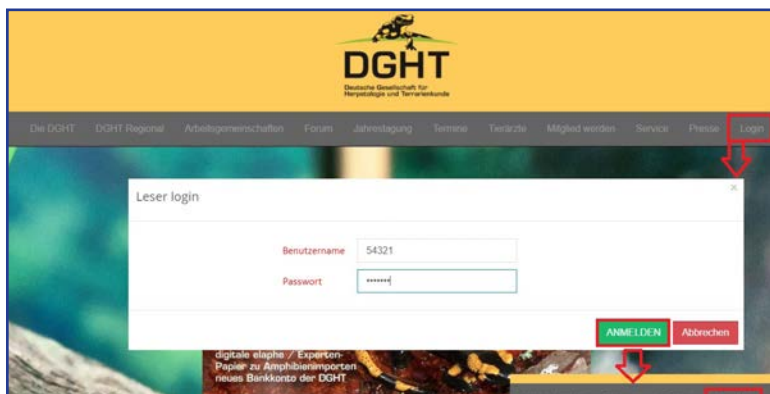 DGHT
Deutsche Gesellschaft für
Herpetologie und Terrarienkunde
Die DGHT DGHT Regional Arbeitsgemeinschaften Forum Jahrestagung Termine Tierärzte Mitglied werden Service Presse Login
Leser login
×
Benutzername 54321
Passwort •••••••
ANMELDEN Abbrechen
digitale elaphe / Experten-
Papier zu Amphibienimporten
neues Bankkonto der DGHT